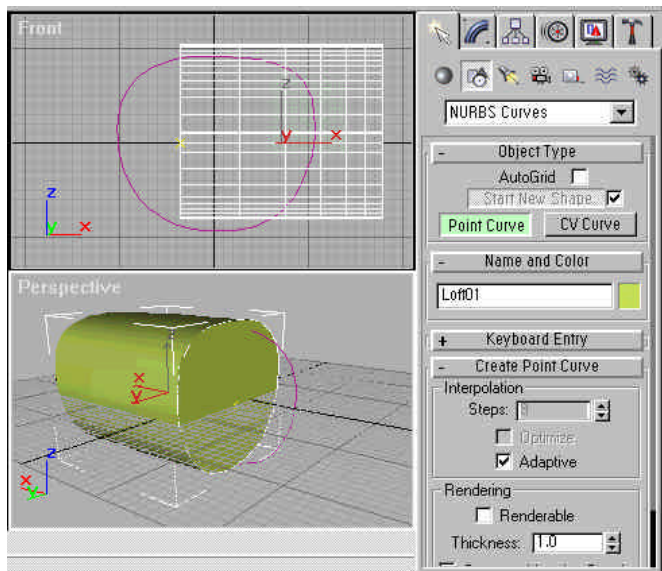 Front
z
y x
z
y x
Perspective
x
y
z
x
y
NURBS Curves
- Object Type
AutoGrid
Start New Shape
Point Curve CV Curve
- Name and Color
Loft01
+ Keyboard Entry
- Create Point Curve
Interpolation
Steps:
Optimize
Adaptive
Rendering
Renderable
Thickness: 1.0